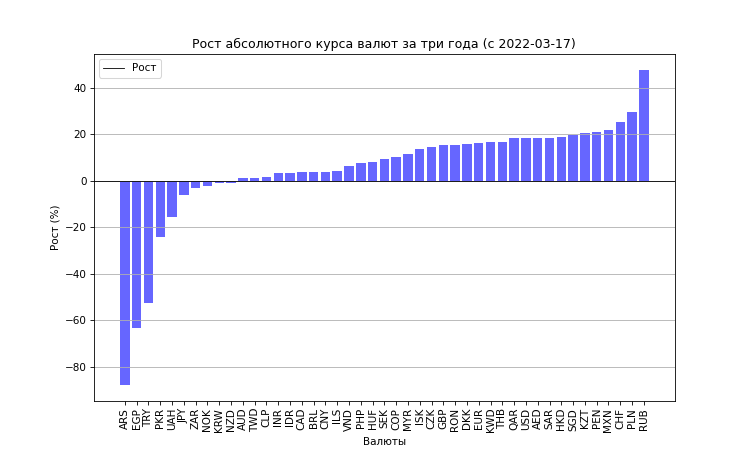 Рост абсолютного курса валют за три года (с 2022-03-17)
Рост
40
20
0
−20
−40
−60
−80
Рост (%)
ARS EGP TRY PKR UAH JPY ZAR NOK KRW NZD AUD TWD CLP INR IDR CAD BRL CNY ILS VND PHP HUF SEK COP MYR ISK CZK GBP RON DKK EUR KWD THB QAR USD AED SAR HKD SGD KZT PEN MXN CHF PLN RUB
Валюты